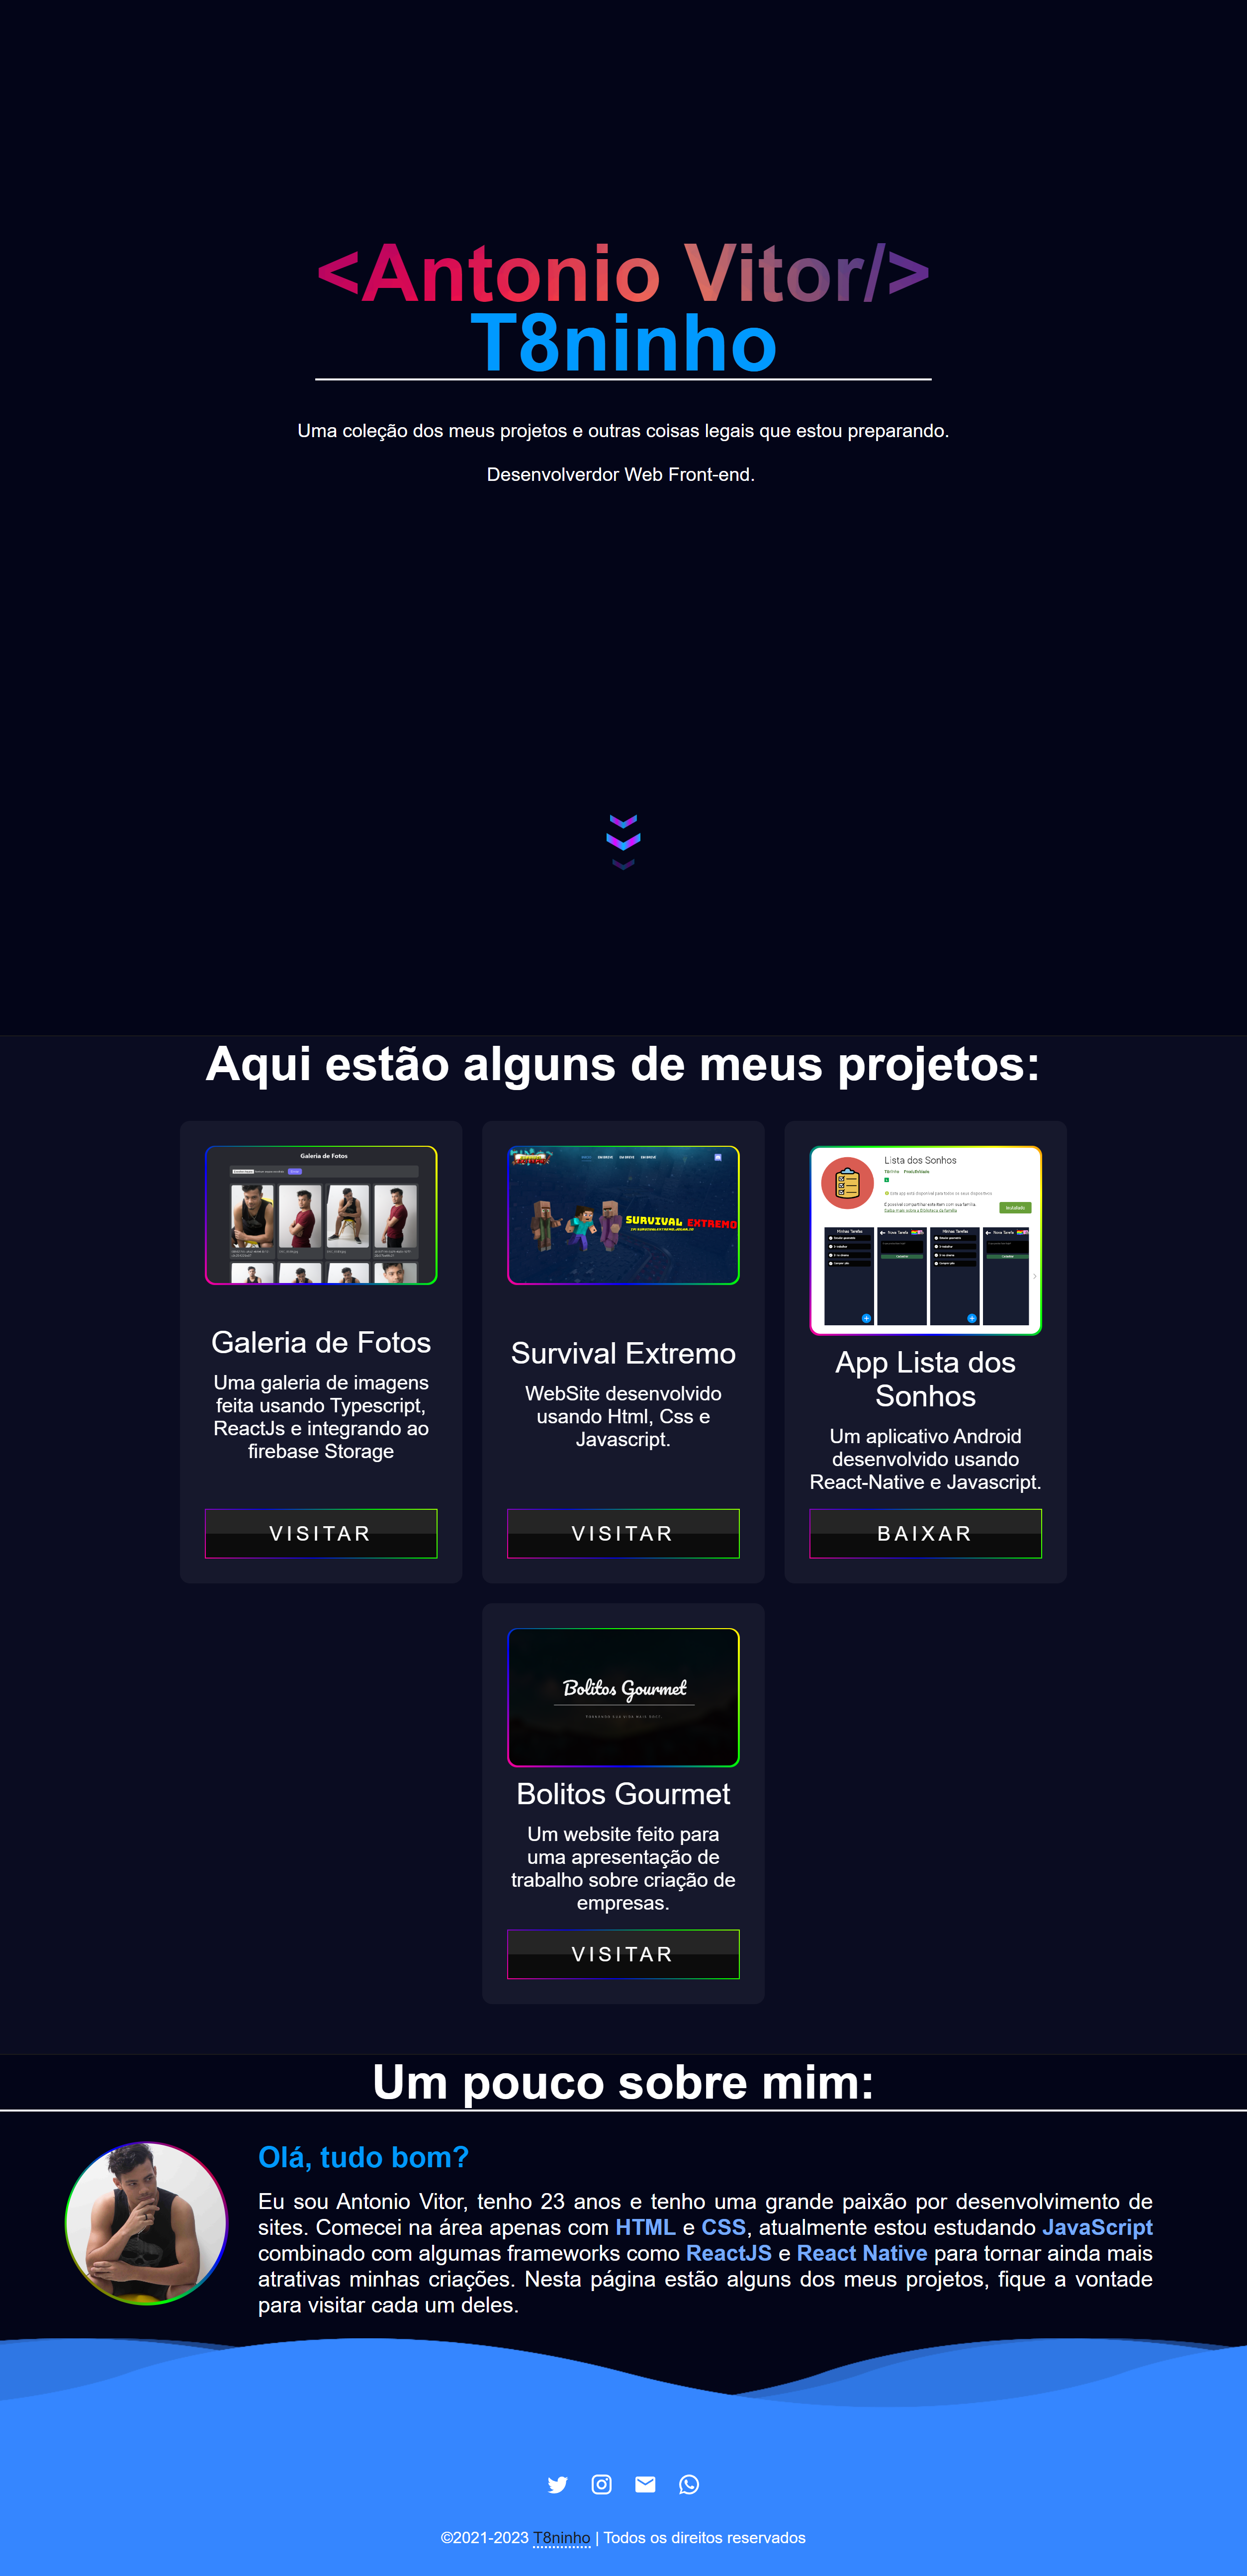 <Antonio Vitor/>
T8ninho
Uma coleção dos meus projetos e outras coisas legais que estou preparando.
Desenvolverdor Web Front-end.
Aqui estão alguns de meus projetos:
Galeria de Fotos
Galeria de Fotos
Uma galeria de imagens
feita usando Typescript,
ReactJs e integrando ao
firebase Storage
VISITAR
SURVIVAL EXTREMO
Survival Extremo
WebSite desenvolvido
usando Html, Css e
Javascript.
VISITAR
Lista dos Sonhos
Minhas Tarefas
Nova Tarefa
Minhas Tarefas
Nova Tarefa
App Lista dos
Sonhos
Um aplicativo Android
desenvolvido usando
React-Native e Javascript.
BAIXAR
Bolitos Gourmet
Bolitos Gourmet
Um website feito para
uma apresentação de
trabalho sobre criação de
empresas.
VISITAR
Um pouco sobre mim:
Olá, tudo bom?
Eu sou Antonio Vitor, tenho 23 anos e tenho uma grande paixão por desenvolvimento de
sites. Comecei na área apenas com HTML e CSS, atualmente estou estudando JavaScript
combinado com algumas frameworks como ReactJS e React Native para tornar ainda mais
atrativas minhas criações. Nesta página estão alguns dos meus projetos, fique a vontade
para visitar cada um deles.
©2021-2023 T8ninho | Todos os direitos reservados